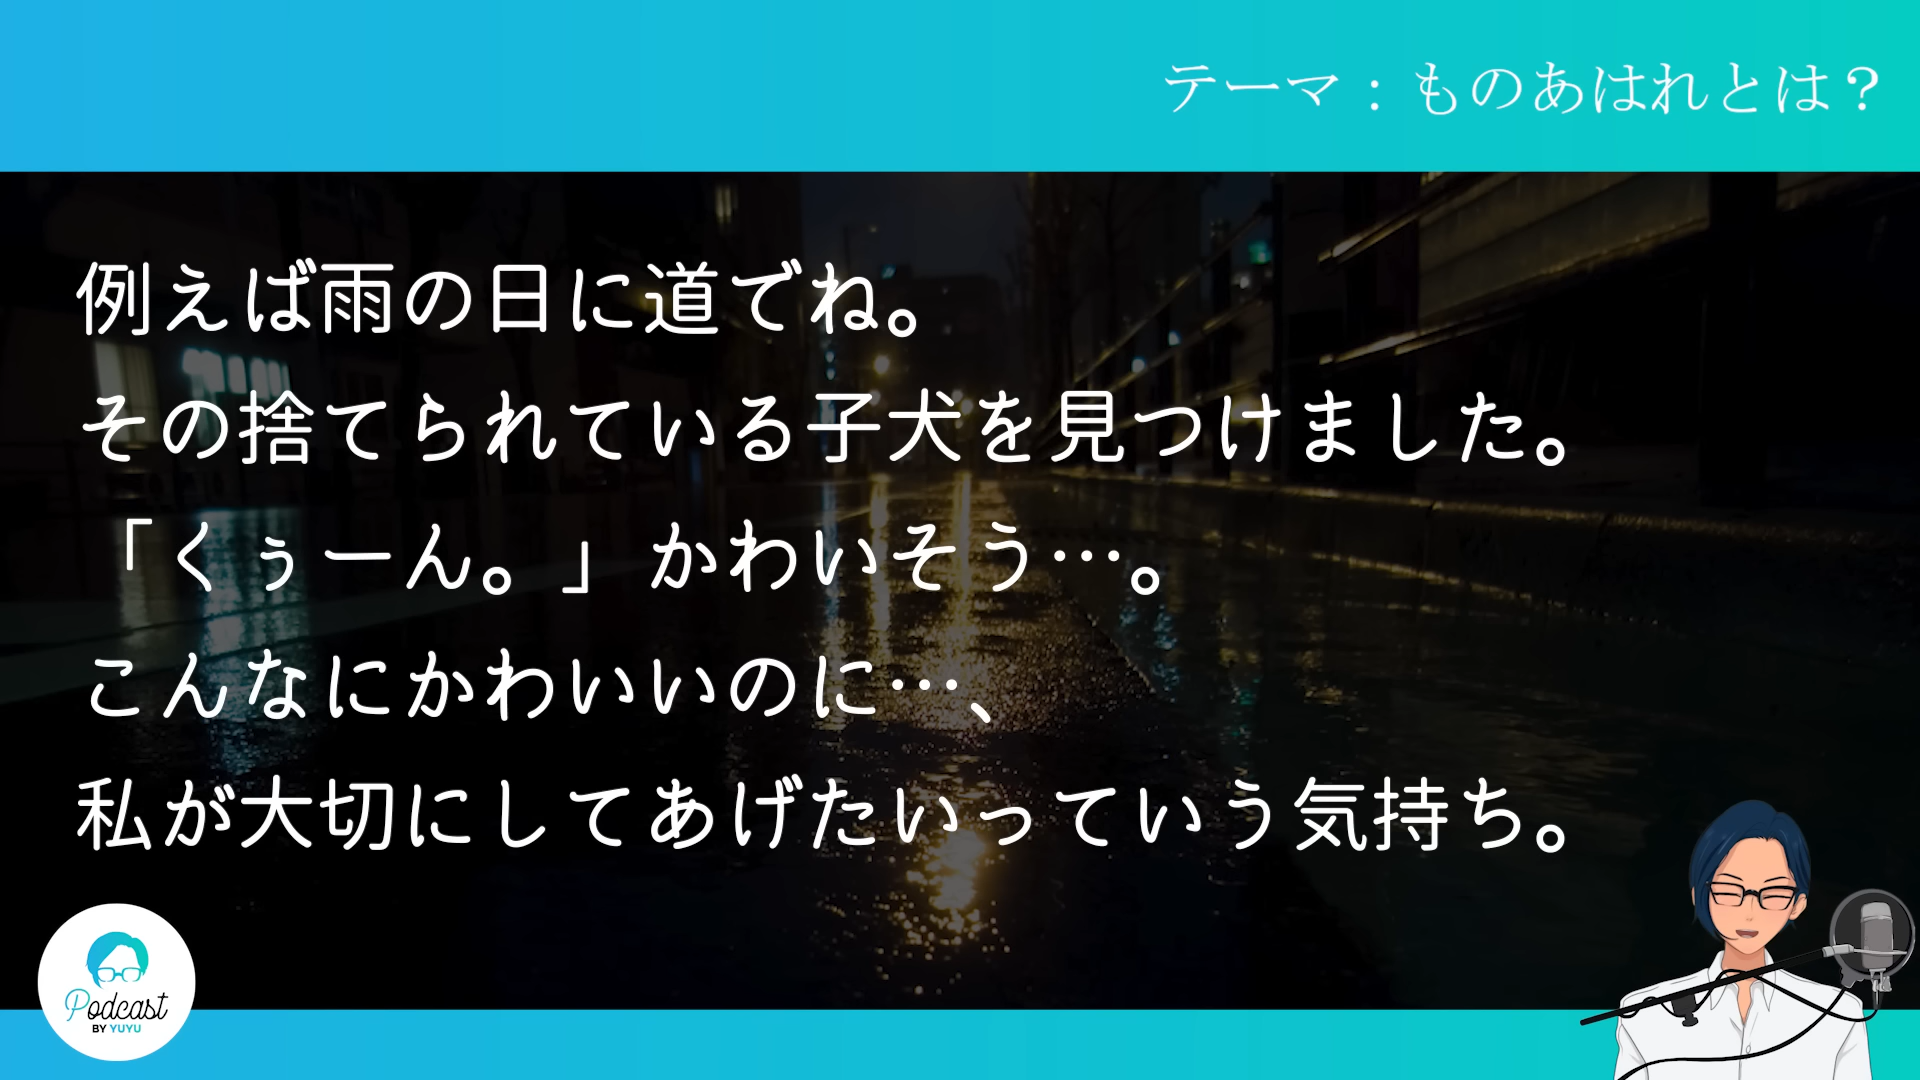 テーマ：ものあはれとは？
例えば雨の日に道でね。
その捨てられている子犬を見つけました。
「くぅーん。」かわいそう…。
こんなにかわいいのに…、
私が大切にしてあげたいっていう気持ち。
Podcast
BY YUYU